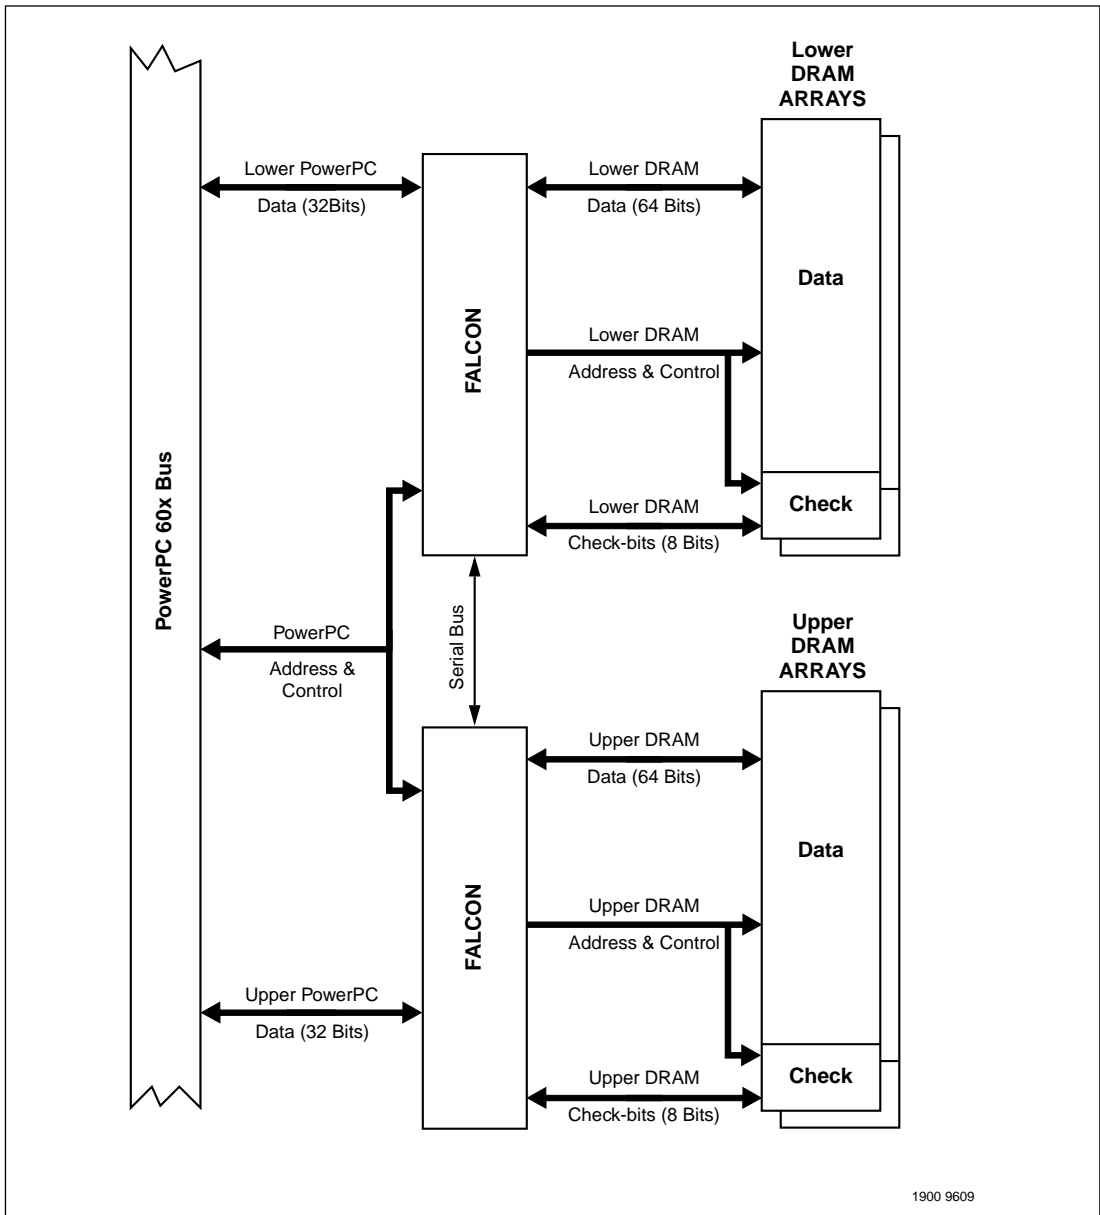 Lower
DRAM
ARRAYS
Lower PowerPC
Data (32Bits)
Lower DRAM
Data (64 Bits)
Data
FALCON
Lower DRAM
Address & Control
PowerPC 60x Bus
Check
Lower DRAM
Check-bits (8 Bits)
Serial Bus
PowerPC
Address &
Control
Upper
DRAM
ARRAYS
Upper DRAM
Data (64 Bits)
Data
FALCON
Upper DRAM
Address & Control
Upper PowerPC
Data (32 Bits)
Check
Upper DRAM
Check-bits (8 Bits)
1900 9609